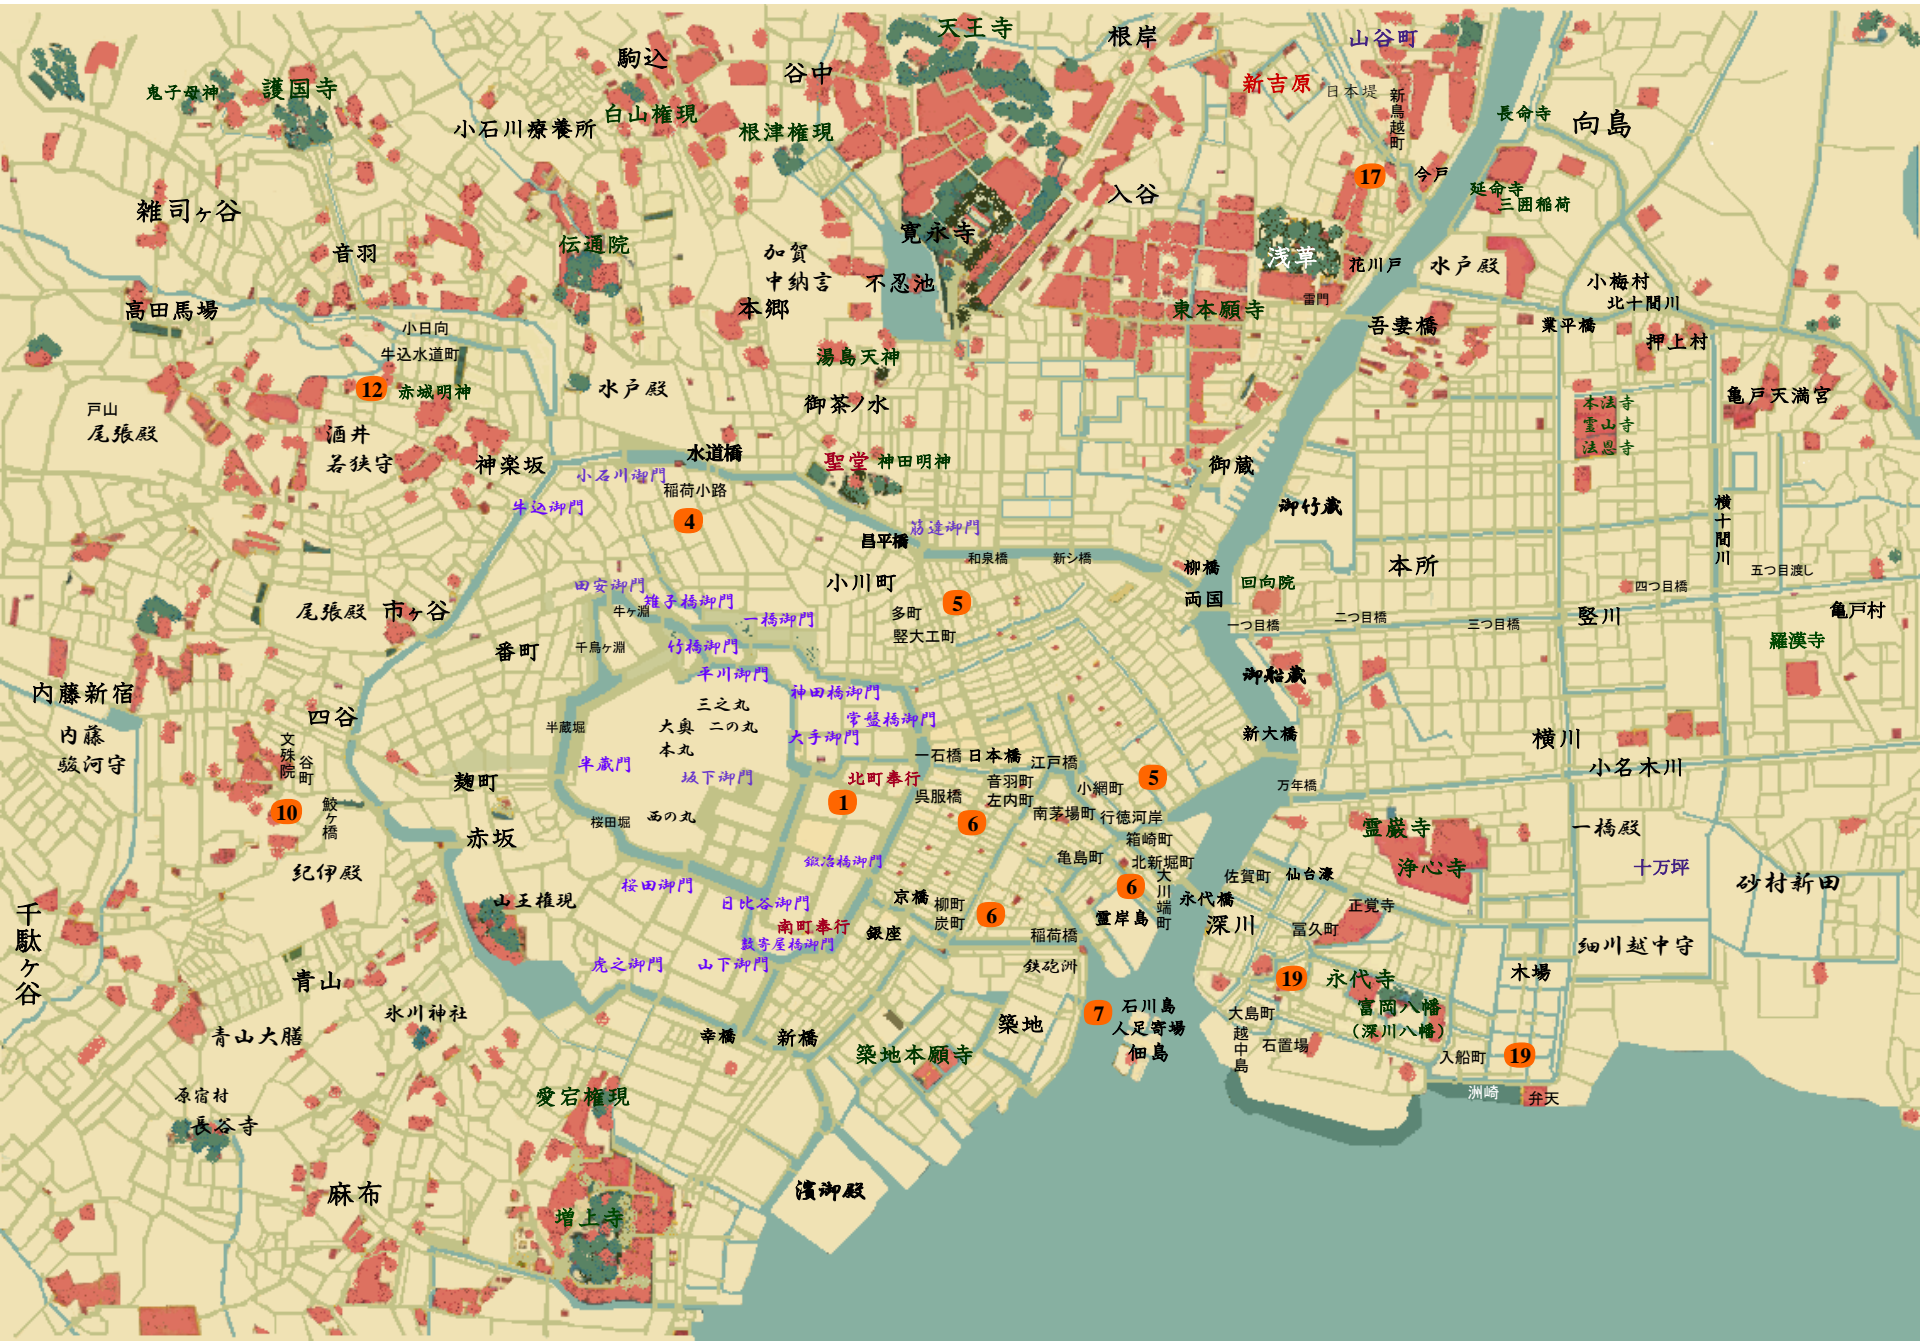 天王寺
根岸
山谷町
駒込
谷中
新吉原
日本堤
新鳥越町
鬼子母神
護国寺
白山権現
小石川療養所
根津権現
長命寺
向島
17
今戸
入谷
延命寺
三囲稲荷
雑司ヶ谷
音羽
伝通院
加賀
中納言
寛永寺
不忍池
浅草
花川戸
水戸殿
小梅村
北十間川
高田馬場
本郷
東本願寺
雷門
吾妻橋
業平橋
押上村
小日向
牛込水道町
12
赤城明神
水戸殿
湯島天神
御茶ノ水
亀戸天満宮
本法寺
霊山寺
法恩寺
戸山
尾張殿
酒井
若狭守
神楽坂
水道橋
聖堂
神田明神
御蔵
小石川御門
稲荷小路
牛込御門
4
筋違御門
昌平橋
和泉橋
新シ橋
御竹蔵
横十間川
柳橋
両国
回向院
本所
五つ目渡し
四つ目橋
亀戸村
小川町
5
多町
竪大工町
田安御門
雉子橋御門
牛ヶ淵
一橋御門
尾張殿
市ヶ谷
番町
千鳥ヶ淵
竹橋御門
平川御門
一つ目橋
二つ目橋
三つ目橋
竪川
羅漢寺
内藤新宿
内藤
駿河守
四谷
半蔵堀
三之丸
大奥
二の丸
本丸
神田橋御門
常盤橋御門
大手御門
御船蔵
新大橋
横川
小名木川
文殊院
谷町
10
鮫ヶ橋
麹町
半蔵門
坂下御門
北町奉行
1
一石橋
日本橋
江戸橋
音羽町
左内町
呉服橋
6
小網町
5
南茅場町
行徳河岸
万年橋
桜田堀
西の丸
赤坂
紀伊殿
鍛冶橋御門
箱崎町
亀島町
北新堀町
6
大川端町
霊岸島
永代橋
霊巌寺
浄心寺
一橋殿
十万坪
砂村新田
佐賀町
仙台濠
正覚寺
深川
冨久町
千駄ヶ谷
山王権現
桜田御門
日比谷御門
南町奉行
数寄屋橋御門
銀座
京橋
柳町
炭町
6
稲荷橋
鉄砲洲
虎之御門
山下御門
細川越中守
木場
青山
青山大膳
氷川神社
19
永代寺
富岡八幡
(深川八幡)
7
石川島
人足寄場
佃島
大島町
越中島
石置場
入船町
19
洲崎
弁天
幸橋
新橋
築地
築地本願寺
原宿村
長谷寺
愛宕権現
麻布
増上寺
濱御殿